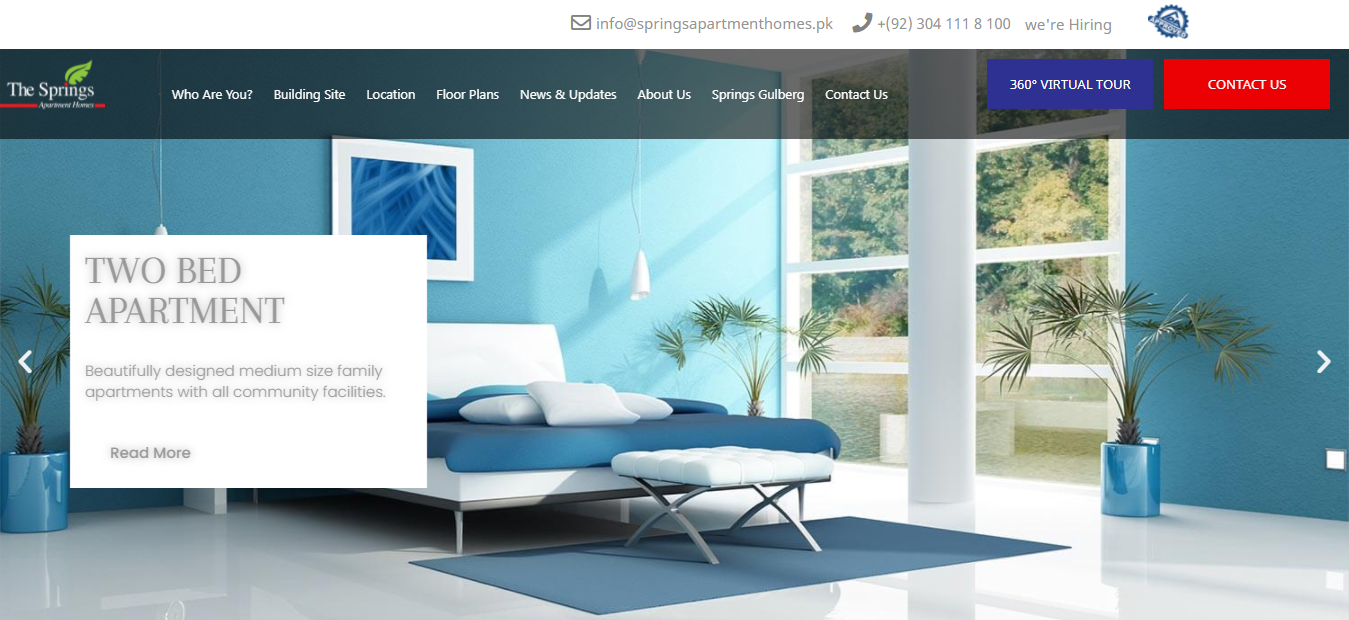 info@springsapartmenthomes.pk +(92) 304 111 8 100 we're Hiring
APPROVED
The Springs
Apartment Homes
Who Are You? Building Site Location Floor Plans News & Updates About Us Springs Gulberg Contact Us
360° VIRTUAL TOUR CONTACT US
TWO BED
APARTMENT
Beautifully designed medium size family
apartments with all community facilities.
Read More